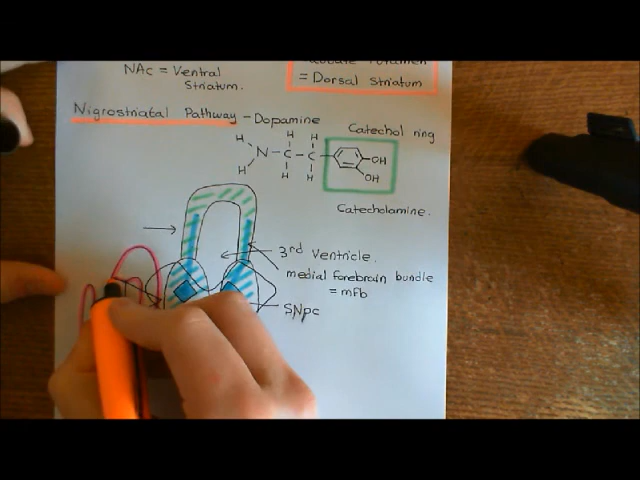 NAc = Ventral
Striatum.
Putamen
= Dorsal Striatum
Nigrostriatal Pathway - Dopamine
Catechol ring
H
H
H
N - C - C
OH
OH
H
H
H
Catecholamine.
3rd Ventricle.
medial forebrain bundle
= mFb
SNpc